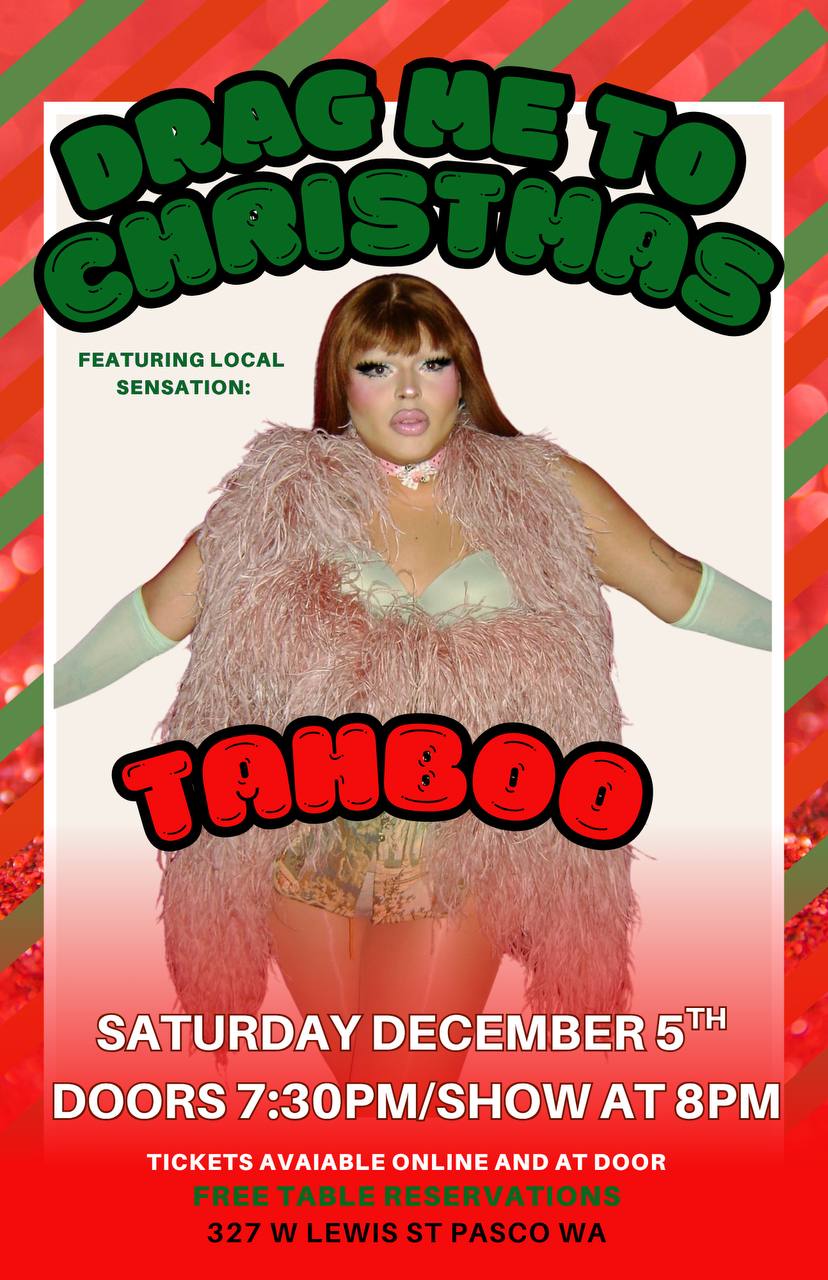 DRAG ME TO
CHRISTMAS
FEATURING LOCAL
SENSATION:
TAHBOO
SATURDAY DECEMBER 5TH
DOORS 7:30PM/SHOW AT 8PM
TICKETS AVAIABLE ONLINE AND AT DOOR
FREE TABLE RESERVATIONS
327 W LEWIS ST PASCO WA